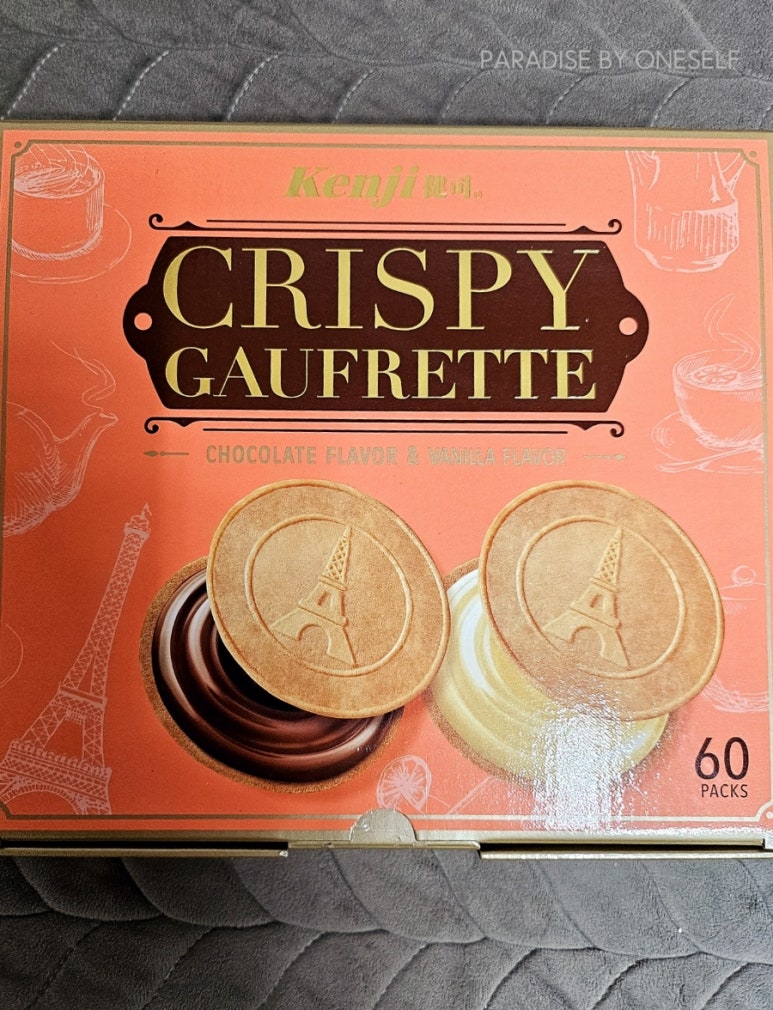 PARADISE BY ONESELF
Kenji 健司
CRISPY
GAUFRETTE
CHOCOLATE FLAVOR & VANILLA FLAVOR
60
PACKS